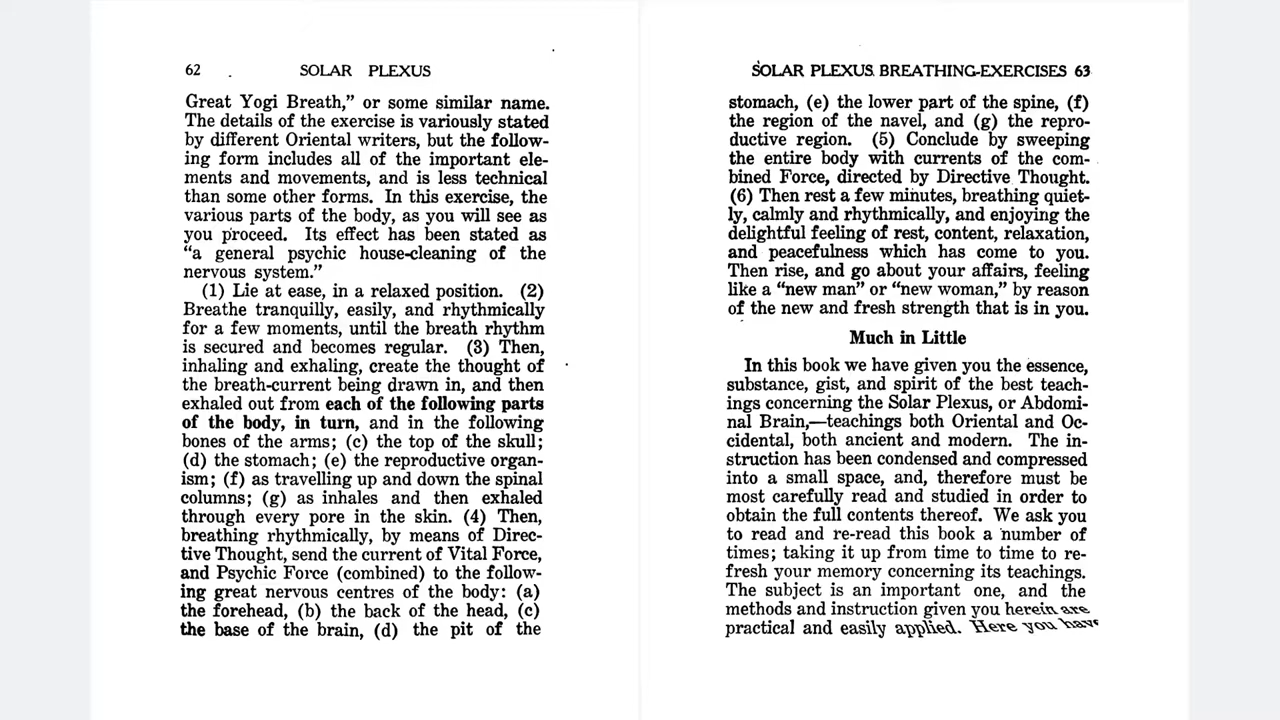 62 SOLAR PLEXUS
Great Yogi Breath,” or some similar name.
The details of the exercise is variously stated
by different Oriental writers, but the follow-
ing form includes all of the important ele-
ments and movements, and is less technical
than some other forms. In this exercise, the
various parts of the body, as you will see as
you proceed. Its effect has been stated as
“a general psychic house-cleaning of the
nervous system.”
(1) Lie at ease, in a relaxed position. (2)
Breathe tranquilly, easily, and rhythmically
for a few moments, until the breath rhythm
is secured and becomes regular. (3) Then,
inhaling and exhaling, create the thought of
the breath-current being drawn in, and then
exhaled out from each of the following parts
of the body, in turn, and in the following
bones of the arms; (c) the top of the skull;
(d) the stomach; (e) the reproductive organ-
ism; (f) as travelling up and down the spinal
columns; (g) as inhales and then exhaled
through every pore in the skin. (4) Then,
breathing rhythmically, by means of Direc-
tive Thought, send the current of Vital Force,
and Psychic Force (combined) to the follow-
ing great nervous centres of the body: (a)
the forehead, (b) the back of the head, (c)
the base of the brain, (d) the pit of the
SOLAR PLEXUS BREATHING-EXERCISES 63
stomach, (e) the lower part of the spine, (f)
the region of the navel, and (g) the repro-
ductive region. (5) Conclude by sweeping
the entire body with currents of the com-
bined Force, directed by Directive Thought.
(6) Then rest a few minutes, breathing quiet-
ly, calmly and rhythmically, and enjoying the
delightful feeling of rest, content, relaxation,
and peacefulness which has come to you.
Then rise, and go about your affairs, feeling
like a “new man” or “new woman,” by reason
of the new and fresh strength that is in you.
Much in Little
In this book we have given you the essence,
substance, gist, and spirit of the best teach-
ings concerning the Solar Plexus, or Abdomi-
nal Brain,—teachings both Oriental and Oc-
cidental, both ancient and modern. The in-
struction has been condensed and compressed
into a small space, and, therefore must be
most carefully read and studied in order to
obtain the full contents thereof. We ask you
to read and re-read this book a number of
times; taking it up from time to time to re-
fresh your memory concerning its teachings.
The subject is an important one, and the
methods and instruction given you herein are
practical and easily applied. Here you have